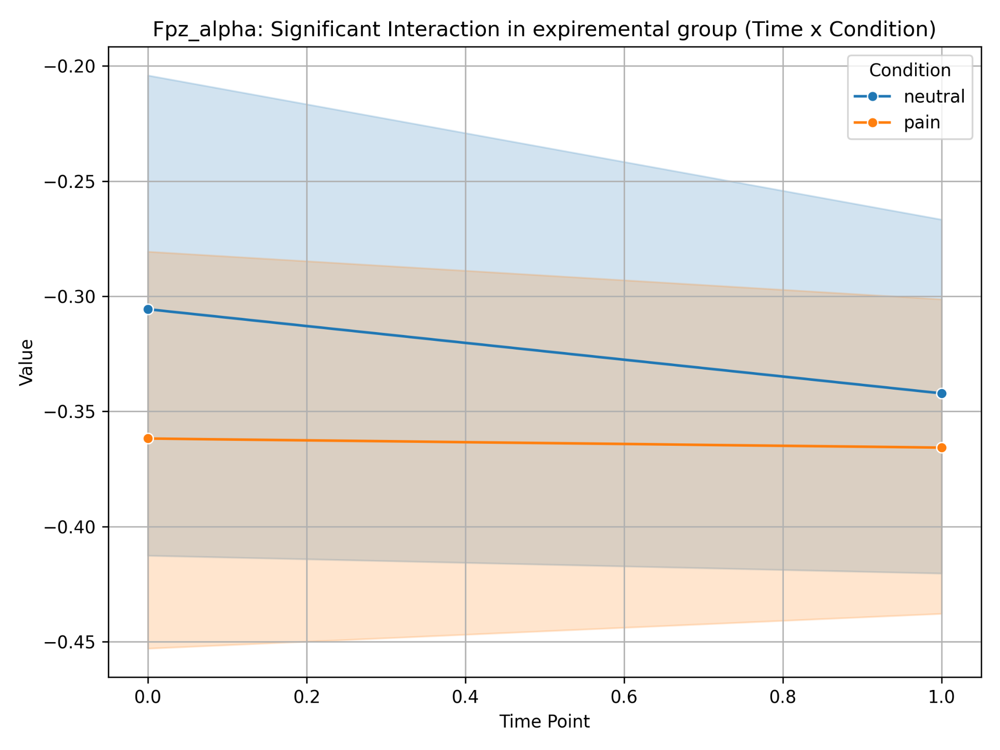 Fpz_alpha: Significant Interaction in expiremental group (Time x Condition)
Condition
neutral
pain
−0.20
−0.25
−0.30
−0.35
−0.40
−0.45
Value
0.0 0.2 0.4 0.6 0.8 1.0
Time Point